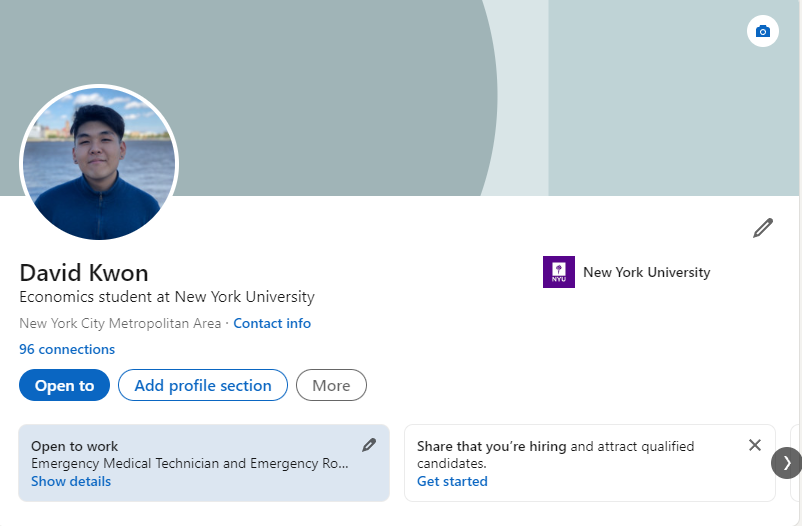 David Kwon
Economics student at New York University
New York City Metropolitan Area · Contact info
96 connections
NYU
New York University
Open to
Add profile section
More
Open to work
Emergency Medical Technician and Emergency Ro...
Show details
Share that you're hiring and attract qualified
candidates.
Get started